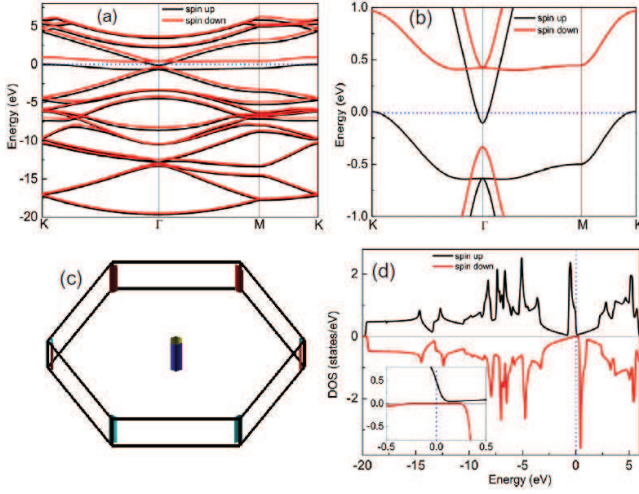 (a)
spin up
spin down
Energy (eV)
5
0
-5
-10
-15
-20
K
Γ
M
K
(b)
spin up
spin down
Energy (eV)
1.0
0.5
0.0
-0.5
-1.0
K
Γ
M
K
(c)
(d)
spin up
spin down
DOS (states/eV)
2
0
-2
0.5
0.0
-0.5
-0.5
0.0
0.5
-20
-15
-10
-5
0
5
Energy (eV)